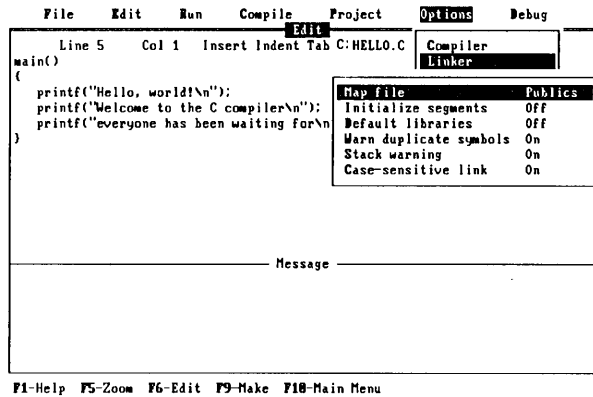 File Edit Run Compile Project Options Debug
Edit
Line 5 Col 1 Insert Indent Tab C:HELLO.C
Compiler
Linker
main()
{
printf("Hello, world!\n");
printf("Welcome to the C compiler\n");
printf("everyone has been waiting for\n
}
Map file Publics
Initialize segments Off
Default libraries Off
Warn duplicate symbols On
Stack warning On
Case-sensitive link On
Message
F1-Help F5-Zoom F6-Edit F9-Make F10-Main Menu